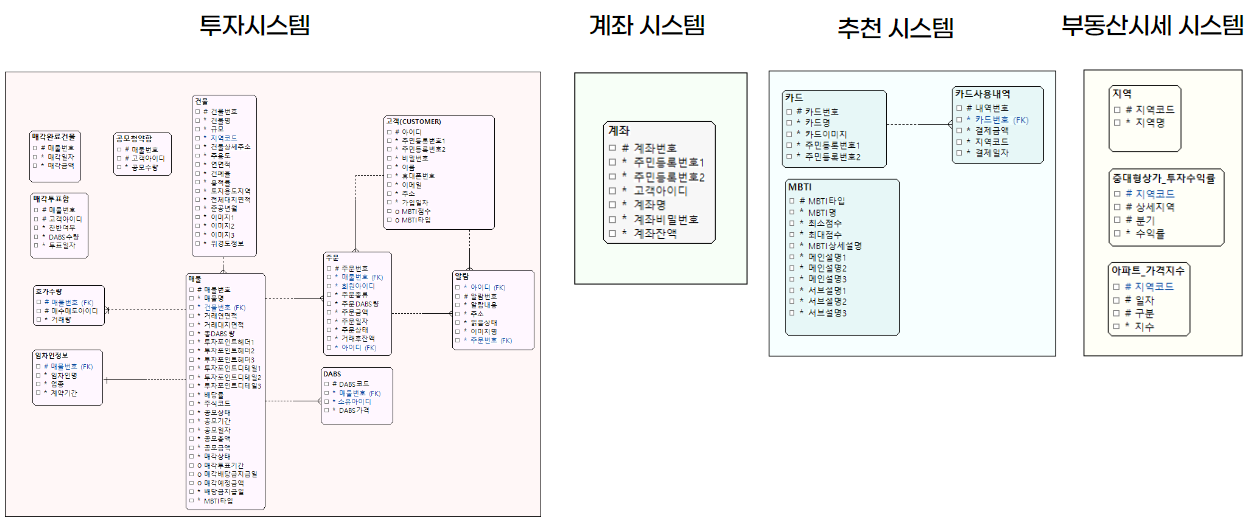 투자시스템
계좌 시스템
추천 시스템
부동산시세 시스템
건물
# 건물번호
* 건물명
* 규모
* 지역코드
* 건물상세주소
* 주용도
* 연면적
* 건폐율
* 용적률
* 토지용도지역
* 전체대지면적
* 준공년월
* 이미지1
* 이미지2
* 이미지3
* 위경도정보
매각완료건물
# 매물번호
* 매각일자
* 매각금액
공모청약함
# 매물번호
# 고객아이디
* 공모수량
매각투표함
# 매물번호
# 고객아이디
* 찬반여부
* DABS수량
* 투표일자
고객(CUSTOMER)
# 아이디
* 주민등록번호1
* 주민등록번호2
* 비밀번호
* 이름
* 휴대폰번호
* 이메일
* 주소
* 가입일자
o MBTI점수
o MBTI타입
호가수량
# 매물번호 (FK)
# 매수매도아이디
* 거래량
임차인정보
# 매물번호 (FK)
* 임차인명
* 업종
* 계약기간
매물
# 매물번호
* 매물명
* 건물번호 (FK)
* 거래연면적
* 거래대지면적
* 총DABS량
* 투자포인트헤더1
* 투자포인트헤더2
* 투자포인트헤더3
* 투자포인트디테일1
* 투자포인트디테일2
* 투자포인트디테일3
* 배당률
* 주식코드
* 공모상태
* 공모기간
* 공모일자
* 공모총액
* 공모금액
* 매각상태
o 매각투표기간
o 매각배당금지급일
o 매각예정금액
* 배당금지급월
* MBTI타입
주문
# 주문번호
* 매물번호 (FK)
* 회원아이디
* 주문종류
* 주문DABS량
* 주문금액
* 주문일자
* 주문상태
* 거래후잔액
* 아이디 (FK)
알림
* 아이디 (FK)
# 알람번호
* 알람내용
* 주소
* 읽음상태
* 이미지명
* 주문번호 (FK)
DABS
# DABS코드
* 매물번호 (FK)
* 소유아이디
* DABS가격
계좌
# 계좌번호
* 주민등록번호1
* 주민등록번호2
* 고객아이디
* 계좌명
* 계좌비밀번호
* 계좌잔액
카드
# 카드번호
* 카드명
* 카드이미지
* 주민등록번호1
* 주민등록번호2
카드사용내역
# 내역번호
* 카드번호 (FK)
* 결제금액
* 지역코드
* 결제일자
MBTI
# MBTI타입
* MBTI명
* 최소점수
* 최대점수
* MBTI상세설명
* 메인설명1
* 메인설명2
* 메인설명3
* 서브설명1
* 서브설명2
* 서브설명3
지역
# 지역코드
* 지역명
중대형상가_투자수익률
# 지역코드
# 상세지역
# 분기
* 수익률
아파트_가격지수
# 지역코드
# 일자
# 구분
* 지수